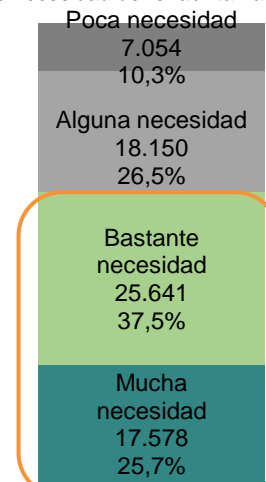 Poca necesidad
7.054
10,3%
Alguna necesidad
18.150
26,5%
Bastante
necesidad
25.641
37,5%
Mucha
necesidad
17.578
25,7%